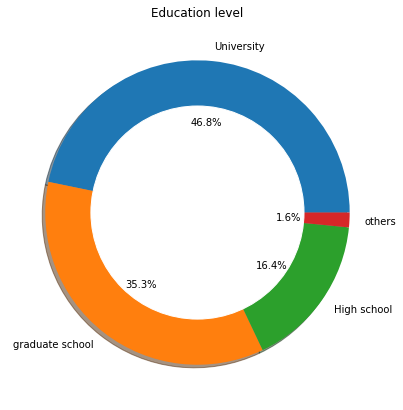 Education level
University
46.8%
1.6%
others
16.4%
35.3%
High school
graduate school